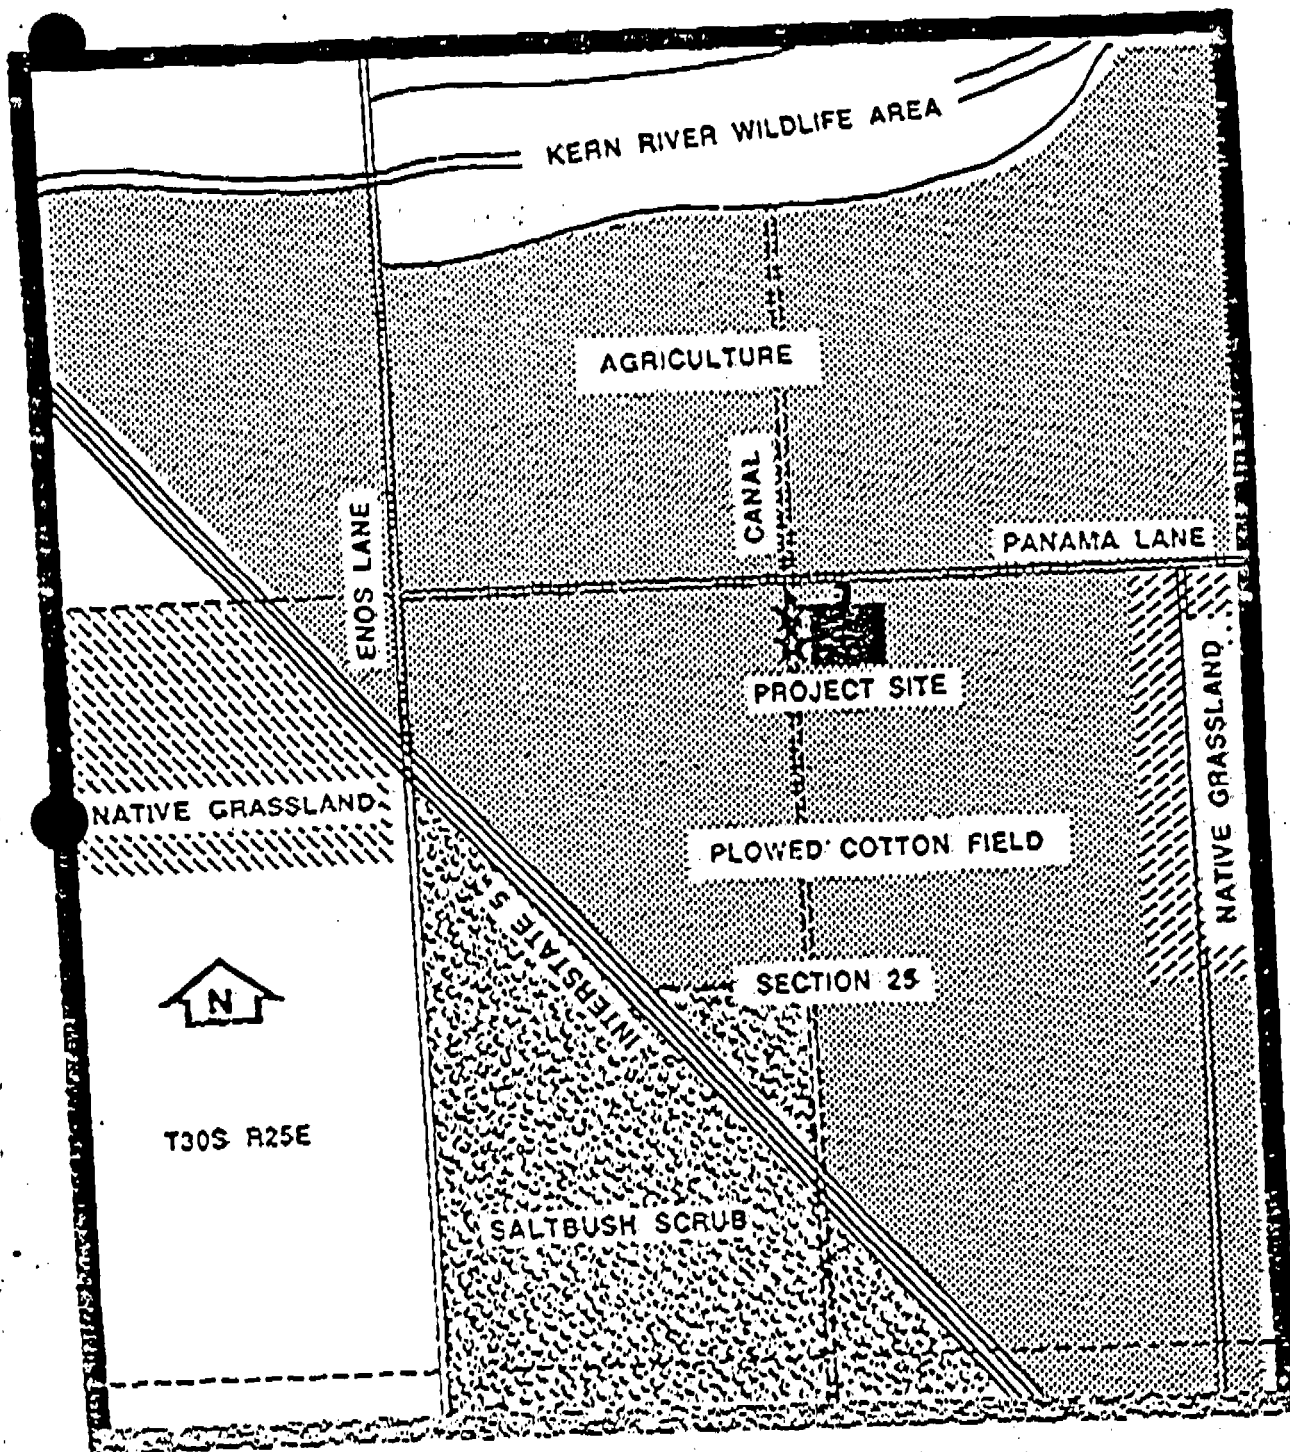 KERN RIVER WILDLIFE AREA
AGRICULTURE
CANAL
ENOS LANE
PANAMA LANE
PROJECT SITE
NATIVE GRASSLAND
NATIVE GRASSLAND
PLOWED COTTON FIELD
INTERSTATE 5
SECTION 25
N
T30S R25E
SALTBUSH SCRUB